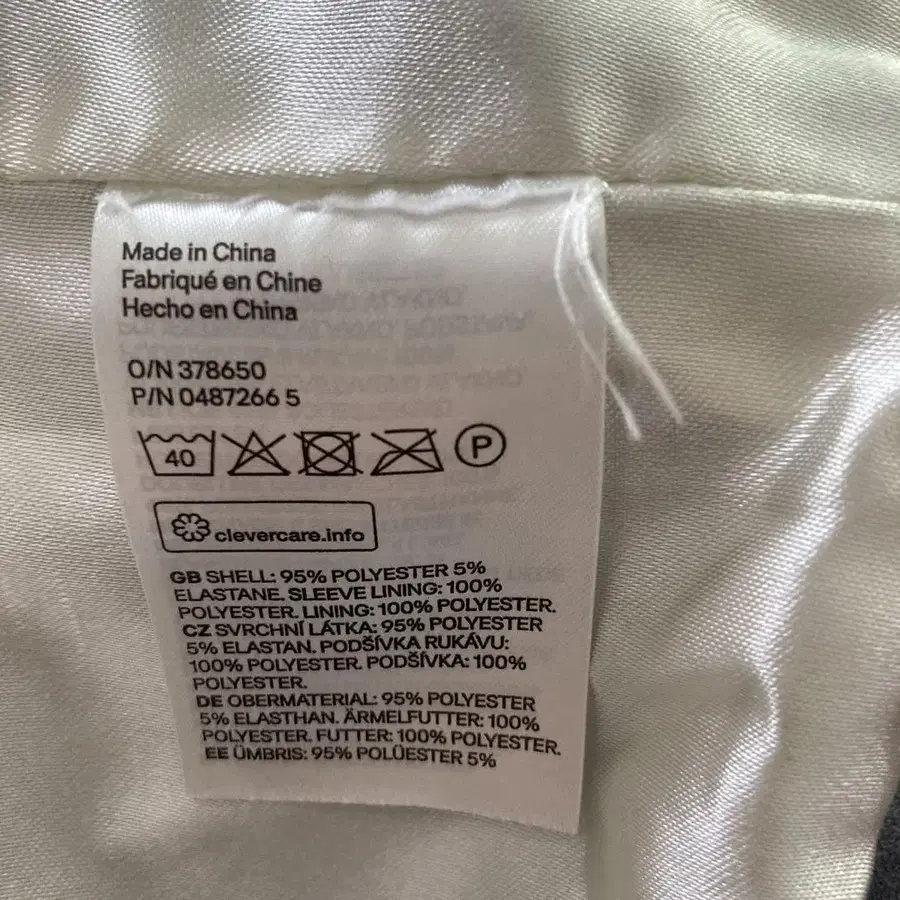 Made in China
Fabriqué en Chine
Hecho en China
O/N 378650
P/N 0487266 5
40
P
clevercare.info
GB SHELL: 95% POLYESTER 5%
ELASTANE. SLEEVE LINING: 100%
POLYESTER. LINING: 100% POLYESTER.
CZ SVRCHNÍ LÁTKA: 95% POLYESTER
5% ELASTAN. PODŠÍVKA RUKÁVU:
100% POLYESTER. PODŠÍVKA: 100%
POLYESTER.
DE OBERMATERIAL: 95% POLYESTER
5% ELASTHAN. ÄRMELFUTTER: 100%
POLYESTER. FUTTER: 100% POLYESTER.
EE ÜMBRIS: 95% POLÜESTER 5%